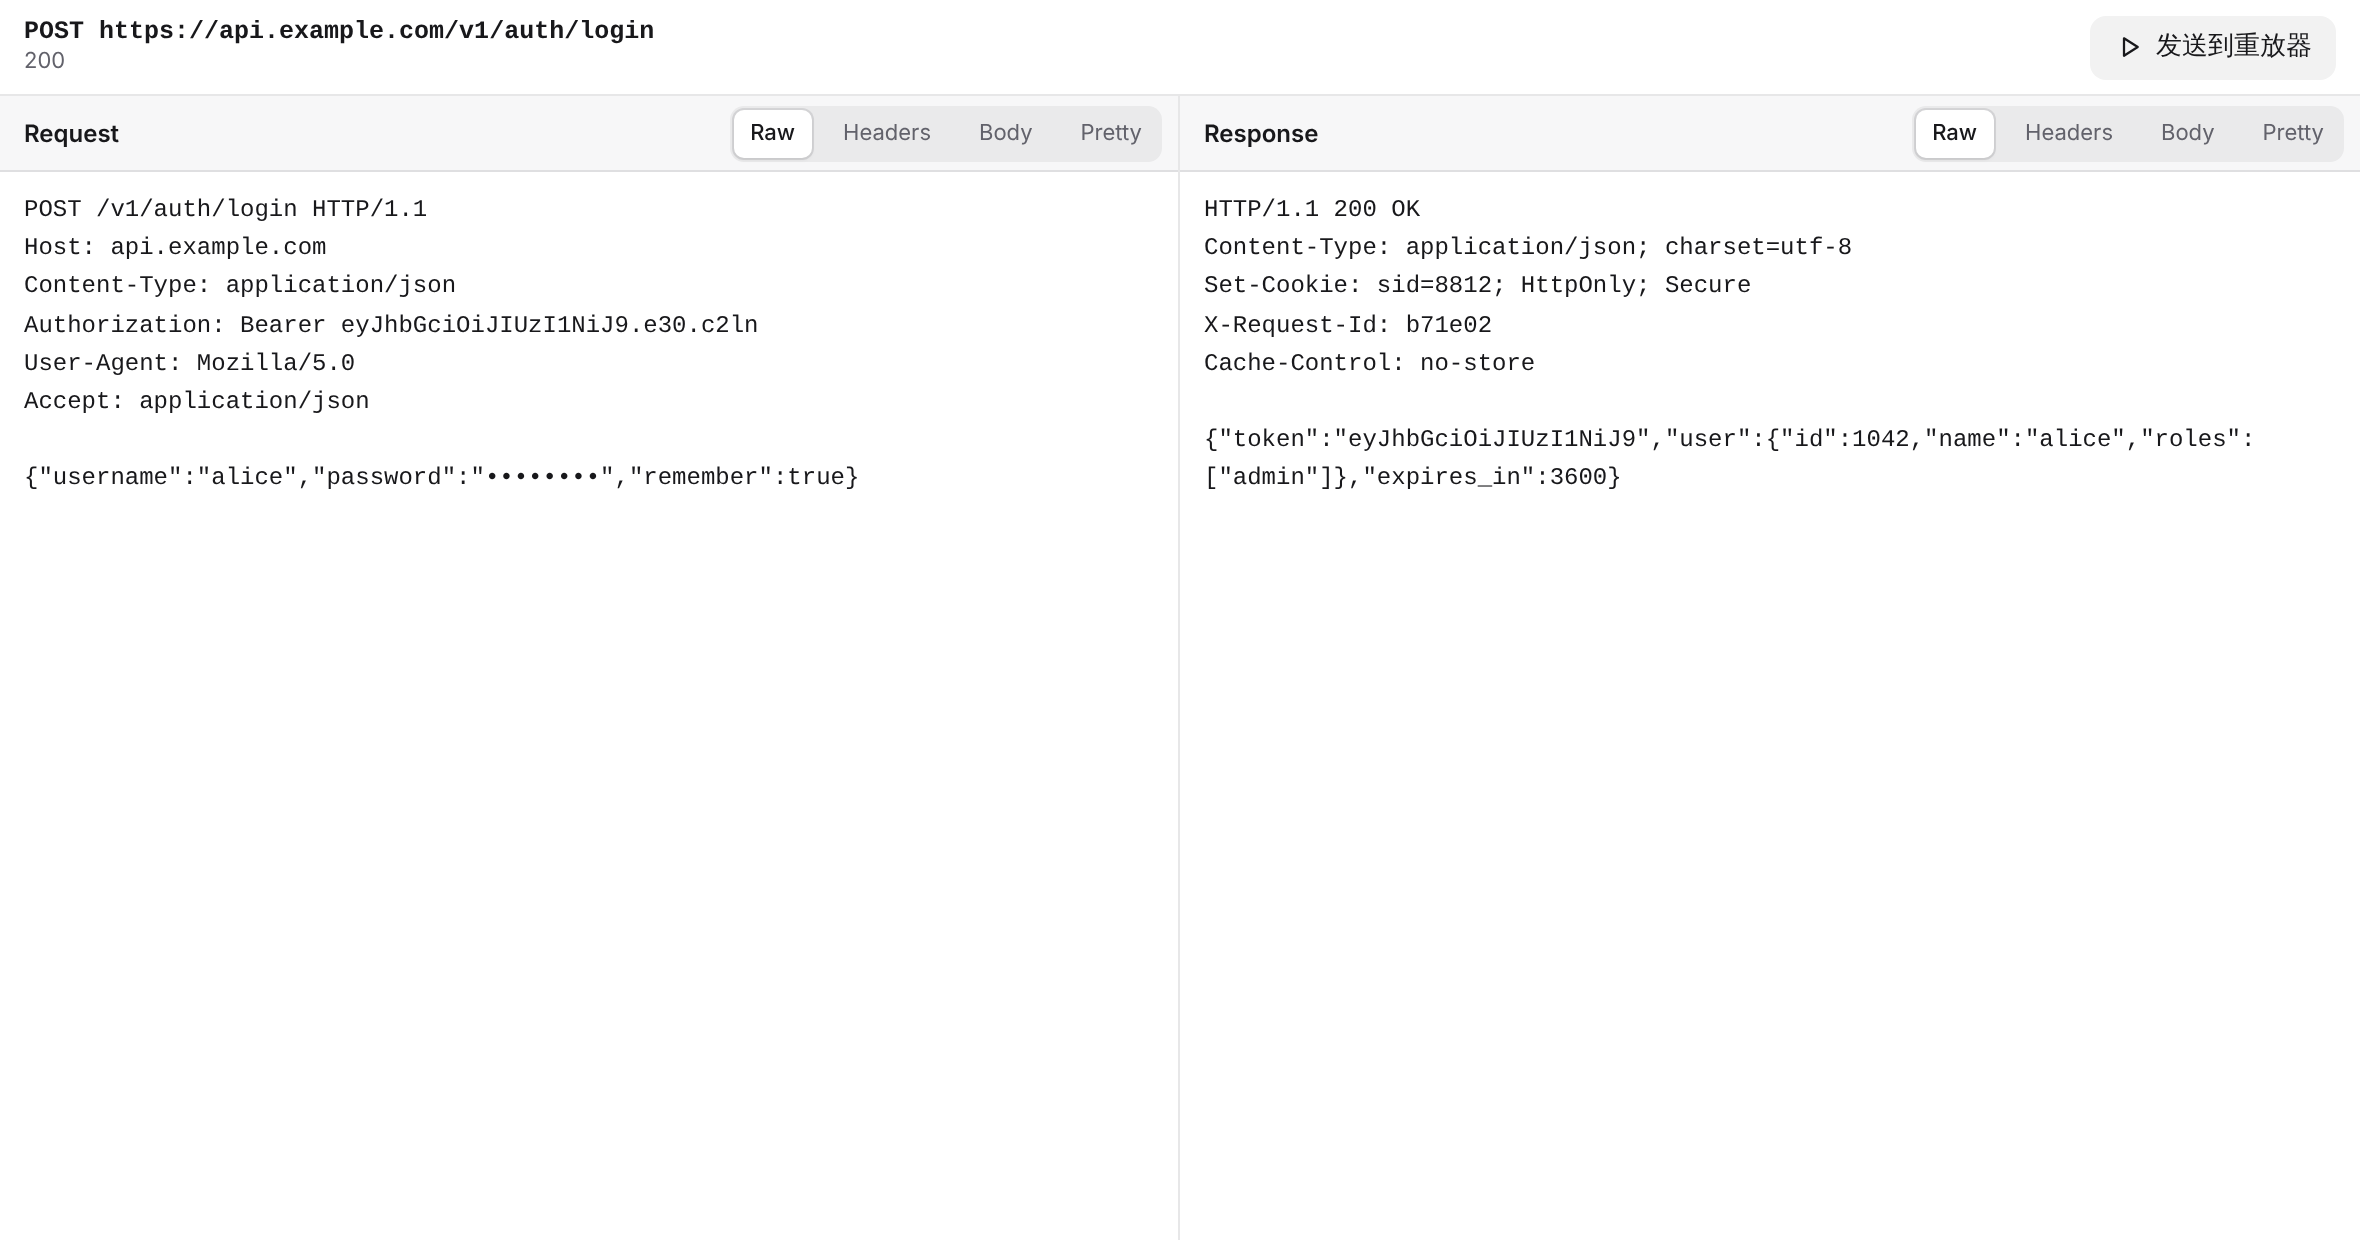 POST https://api.example.com/v1/auth/login
200
发送到重放器
Request
Raw
Headers
Body
Pretty
POST /v1/auth/login HTTP/1.1
Host: api.example.com
Content-Type: application/json
Authorization: Bearer eyJhbGciOiJIUzI1NiJ9.e30.c2ln
User-Agent: Mozilla/5.0
Accept: application/json
{"username":"alice","password":"••••••••","remember":true}
Response
Raw
Headers
Body
Pretty
HTTP/1.1 200 OK
Content-Type: application/json; charset=utf-8
Set-Cookie: sid=8812; HttpOnly; Secure
X-Request-Id: b71e02
Cache-Control: no-store
{"token":"eyJhbGciOiJIUzI1NiJ9","user":{"id":1042,"name":"alice","roles":
["admin"]},"expires_in":3600}